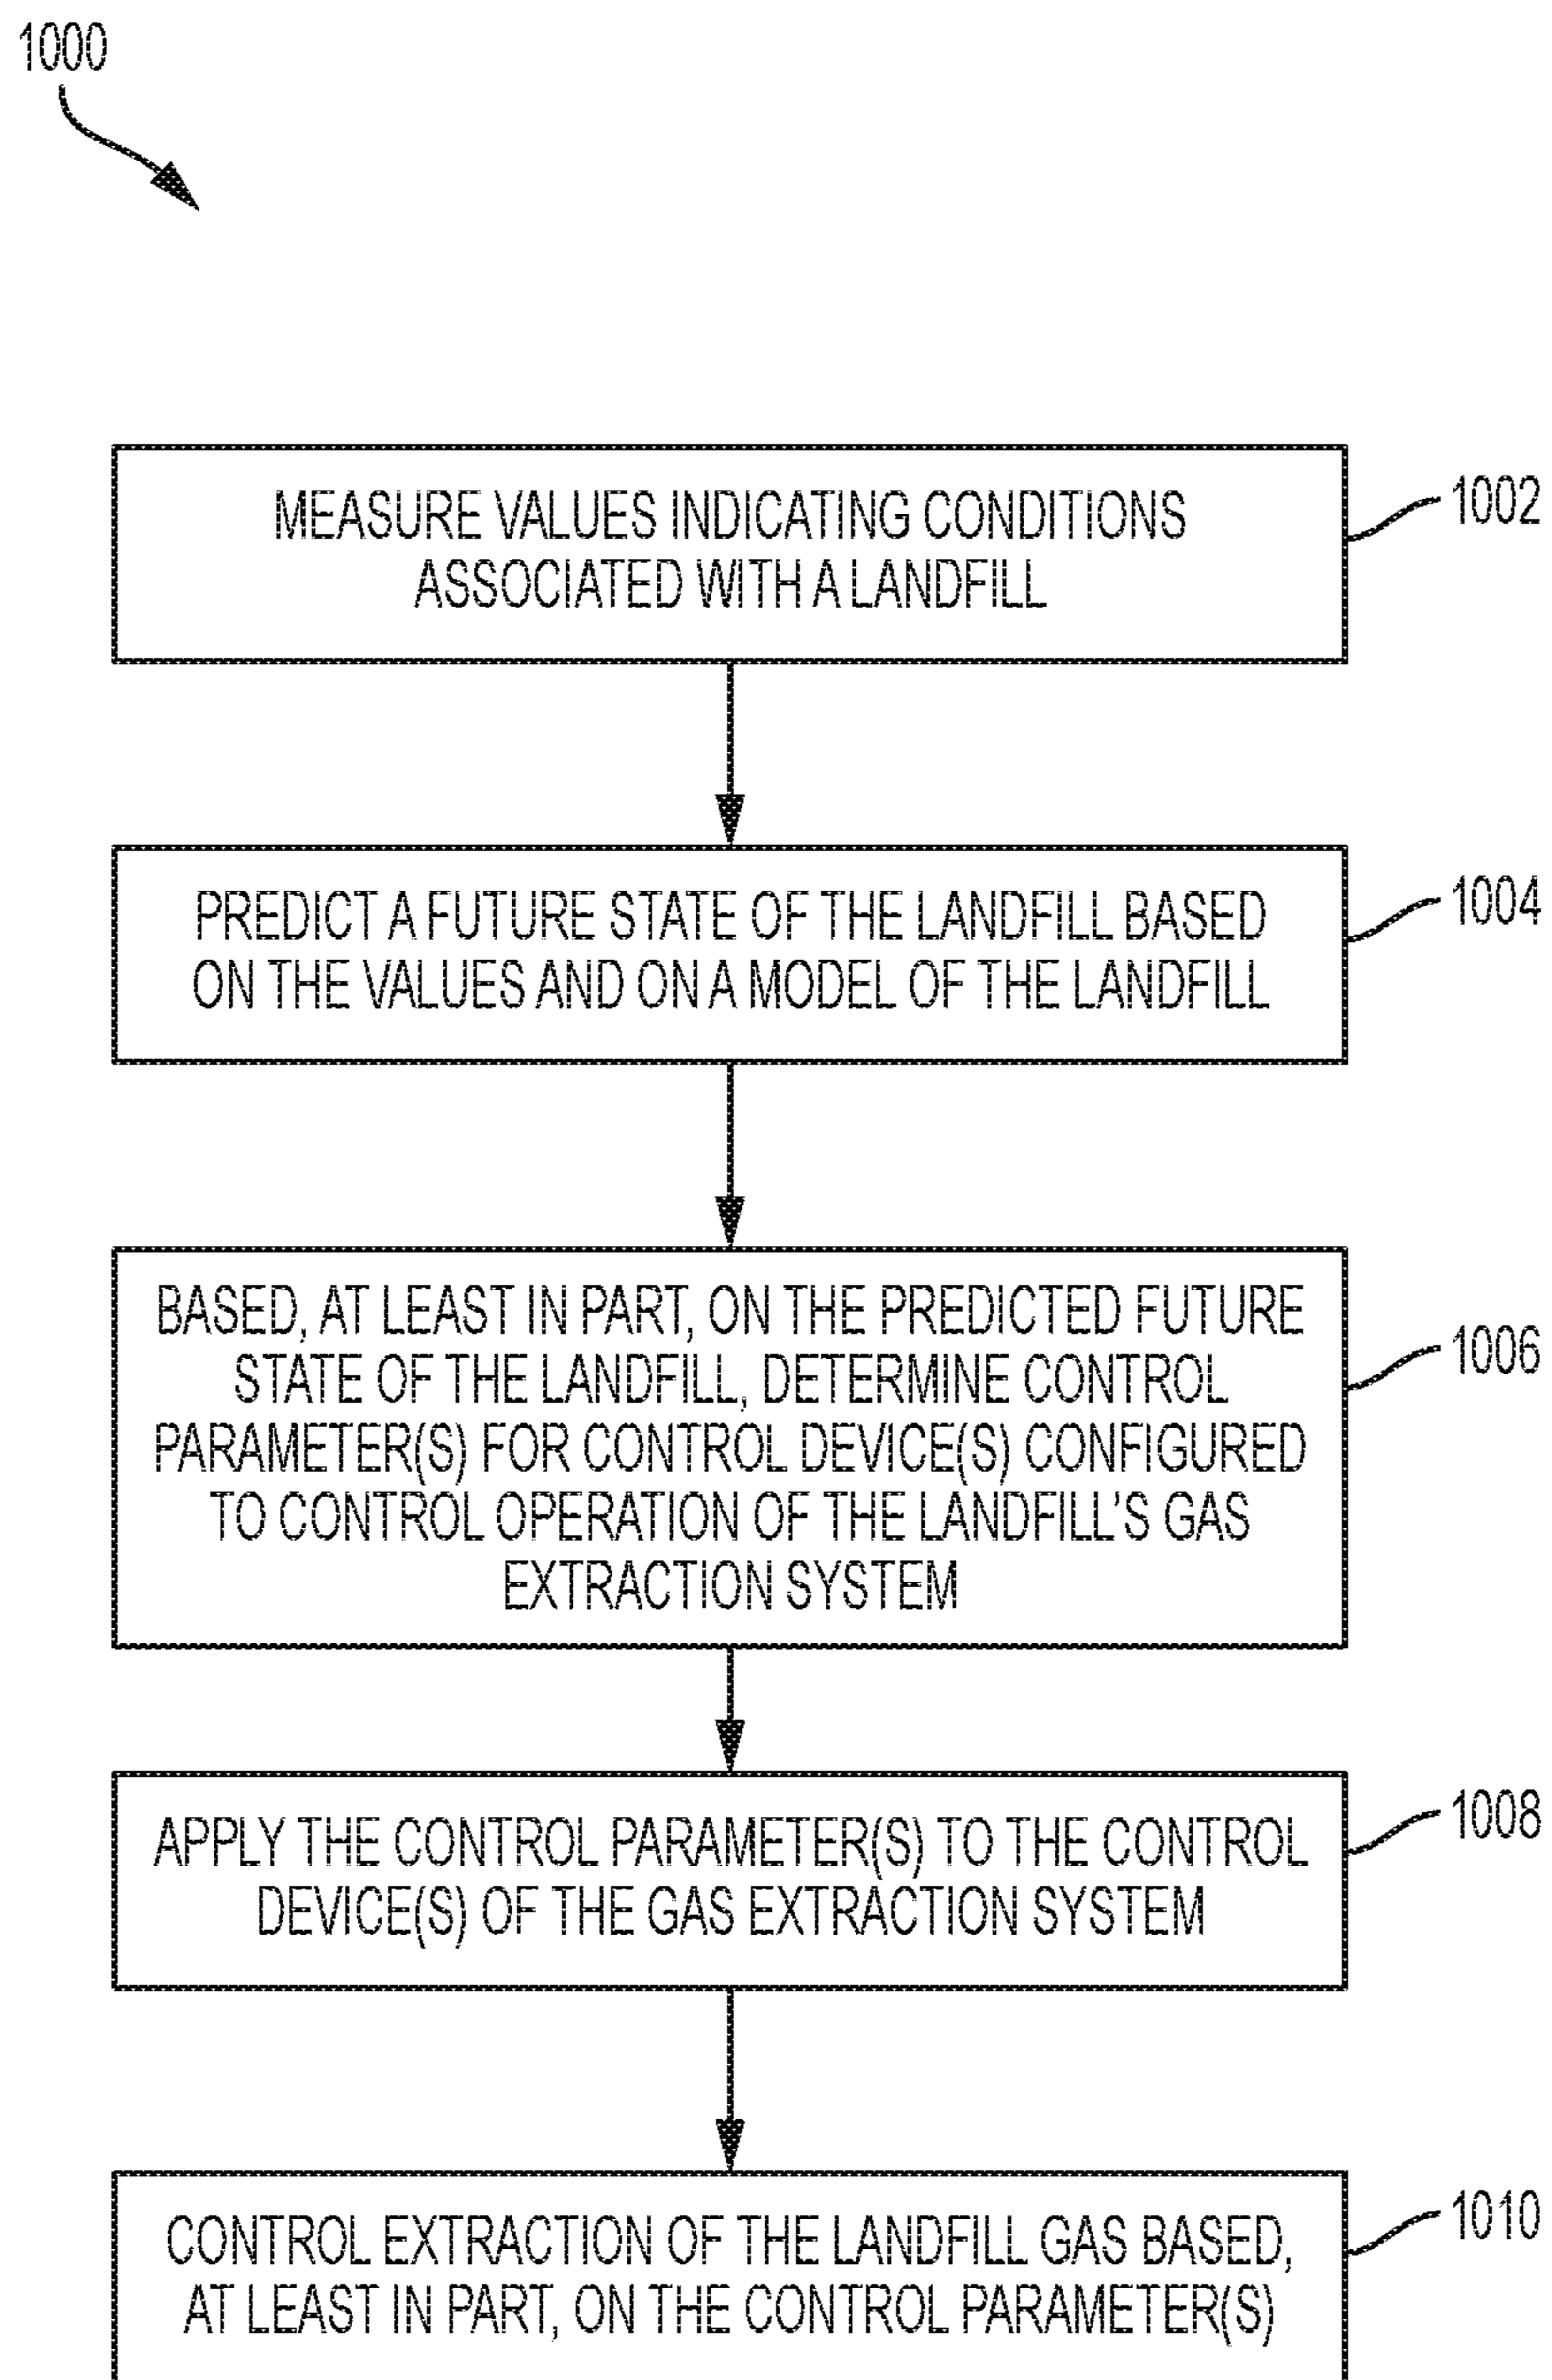 1000
MEASURE VALUES INDICATING CONDITIONS
ASSOCIATED WITH A LANDFILL
1002
PREDICT A FUTURE STATE OF THE LANDFILL BASED
ON THE VALUES AND ON A MODEL OF THE LANDFILL
1004
BASED, AT LEAST IN PART, ON THE PREDICTED FUTURE
STATE OF THE LANDFILL, DETERMINE CONTROL
PARAMETER(S) FOR CONTROL DEVICE(S) CONFIGURED
TO CONTROL OPERATION OF THE LANDFILL'S GAS
EXTRACTION SYSTEM
1006
APPLY THE CONTROL PARAMETER(S) TO THE CONTROL
DEVICE(S) OF THE GAS EXTRACTION SYSTEM
1008
CONTROL EXTRACTION OF THE LANDFILL GAS BASED,
AT LEAST IN PART, ON THE CONTROL PARAMETER(S)
1010